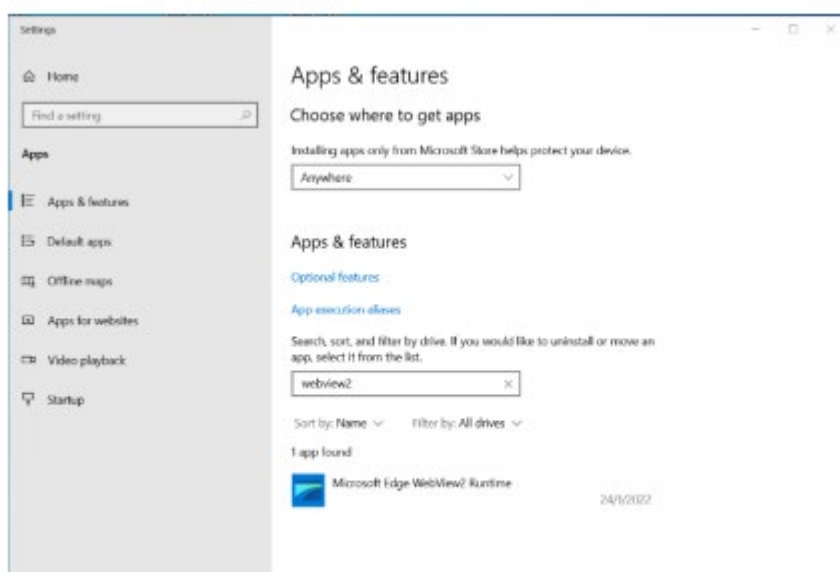 Settings
Home
Find a setting
Apps
Apps & features
Default apps
Offline maps
Apps for websites
Video playback
Startup
Apps & features
Choose where to get apps
Installing apps only from Microsoft Store helps protect your device.
Anywhere
Apps & features
Optional features
App execution aliases
Search, sort, and filter by drive. If you would like to uninstall or move an
app, select it from the list.
webview2
Sort by: Name Filter by: All drives
1 app found
Microsoft Edge WebView2 Runtime